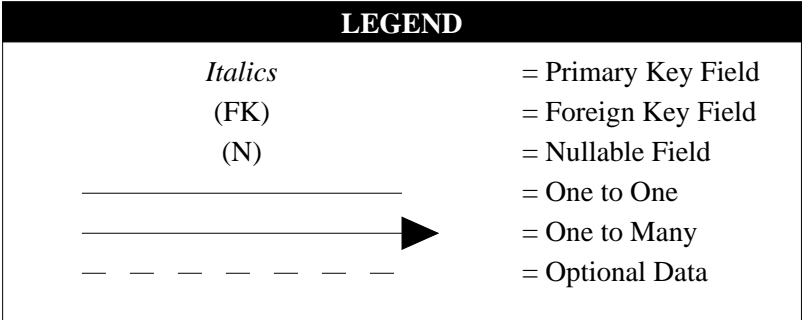 LEGEND
Italics = Primary Key Field
(FK) = Foreign Key Field
(N) = Nullable Field
= One to One
= One to Many
= Optional Data